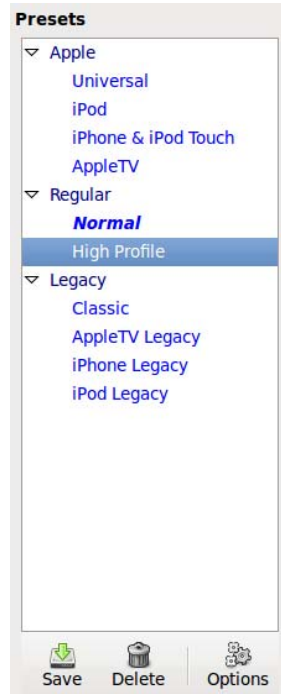 Presets
Apple
Universal
iPod
iPhone & iPod Touch
AppleTV
Regular
Normal
High Profile
Legacy
Classic
AppleTV Legacy
iPhone Legacy
iPod Legacy
Save Delete Options